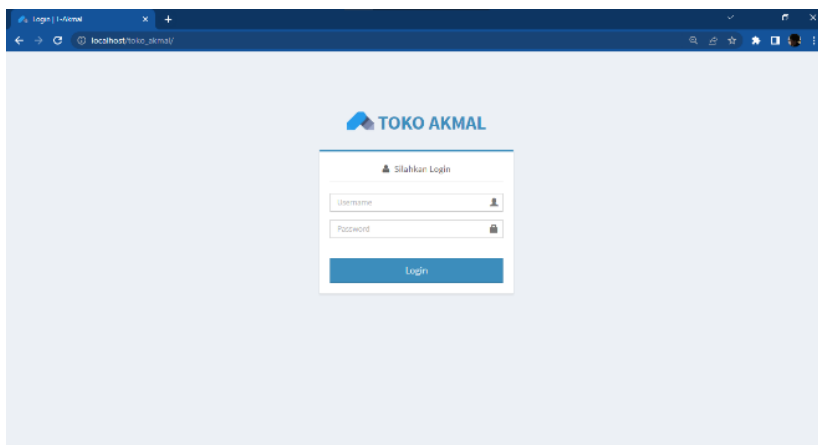 Login | T-Akmal
localhost/toko_akmal/
TOKO AKMAL
Silahkan Login
Username
Password
Login